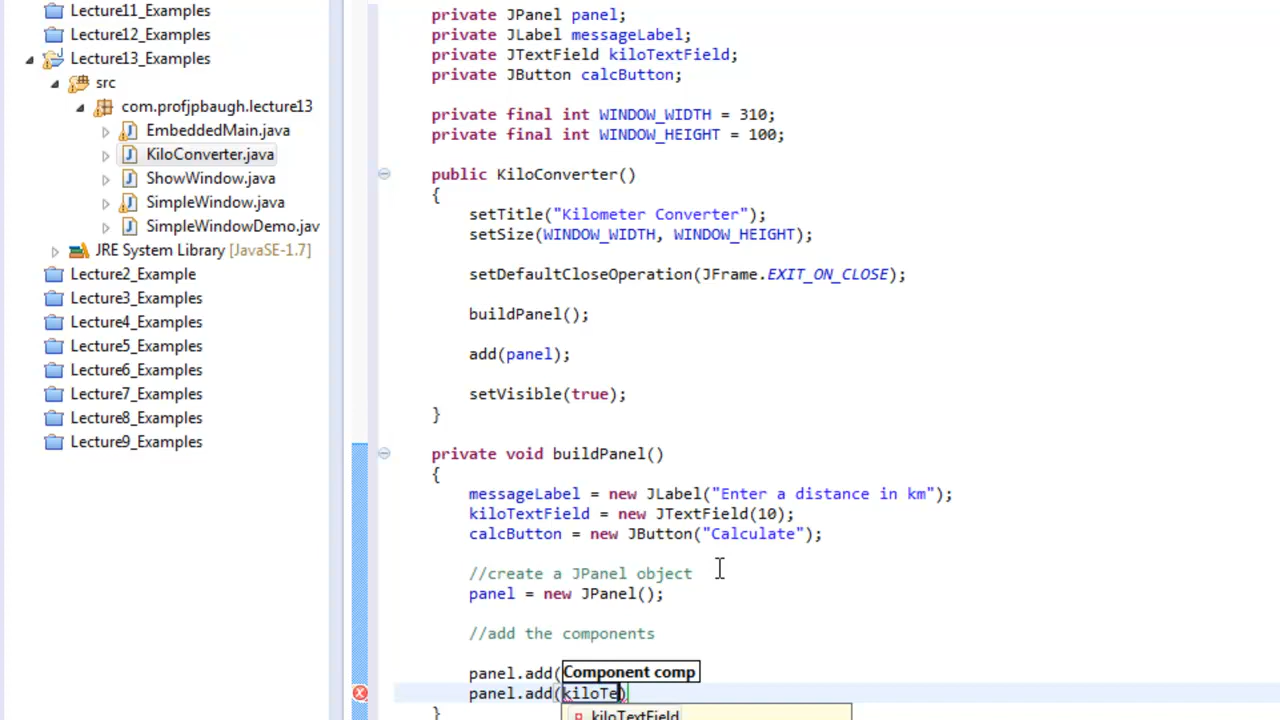 Lecture11_Examples
Lecture12_Examples
Lecture13_Examples
src
com.profjpbaugh.lecture13
EmbeddedMain.java
KiloConverter.java
ShowWindow.java
SimpleWindow.java
SimpleWindowDemo.jav
JRE System Library [JavaSE-1.7]
Lecture2_Example
Lecture3_Examples
Lecture4_Examples
Lecture5_Examples
Lecture6_Examples
Lecture7_Examples
Lecture8_Examples
Lecture9_Examples
private JPanel panel;
private JLabel messageLabel;
private JTextField kiloTextField;
private JButton calcButton;
private final int WINDOW_WIDTH = 310;
private final int WINDOW_HEIGHT = 100;
public KiloConverter()
{
setTitle("Kilometer Converter");
setSize(WINDOW_WIDTH, WINDOW_HEIGHT);
setDefaultCloseOperation(JFrame.EXIT_ON_CLOSE);
buildPanel();
add(panel);
setVisible(true);
}
private void buildPanel()
{
messageLabel = new JLabel("Enter a distance in km");
kiloTextField = new JTextField(10);
calcButton = new JButton("Calculate");
//create a JPanel object
panel = new JPanel();
//add the components
panel.add(Component comp
panel.add(kiloTe)
kiloTextField
}